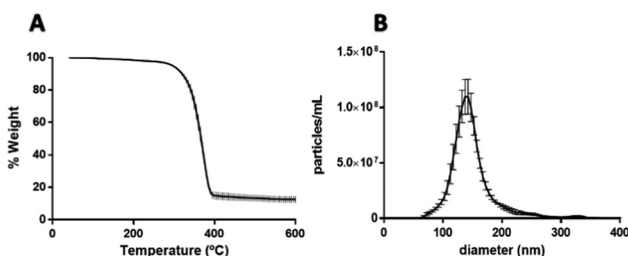 A
% Weight
100
80
60
40
20
0
0 200 400 600
Temperature (ºC)
B
particles/mL
1.5×10⁸
1.0×10⁸
5.0×10⁷
0
0 100 200 300 400
diameter (nm)